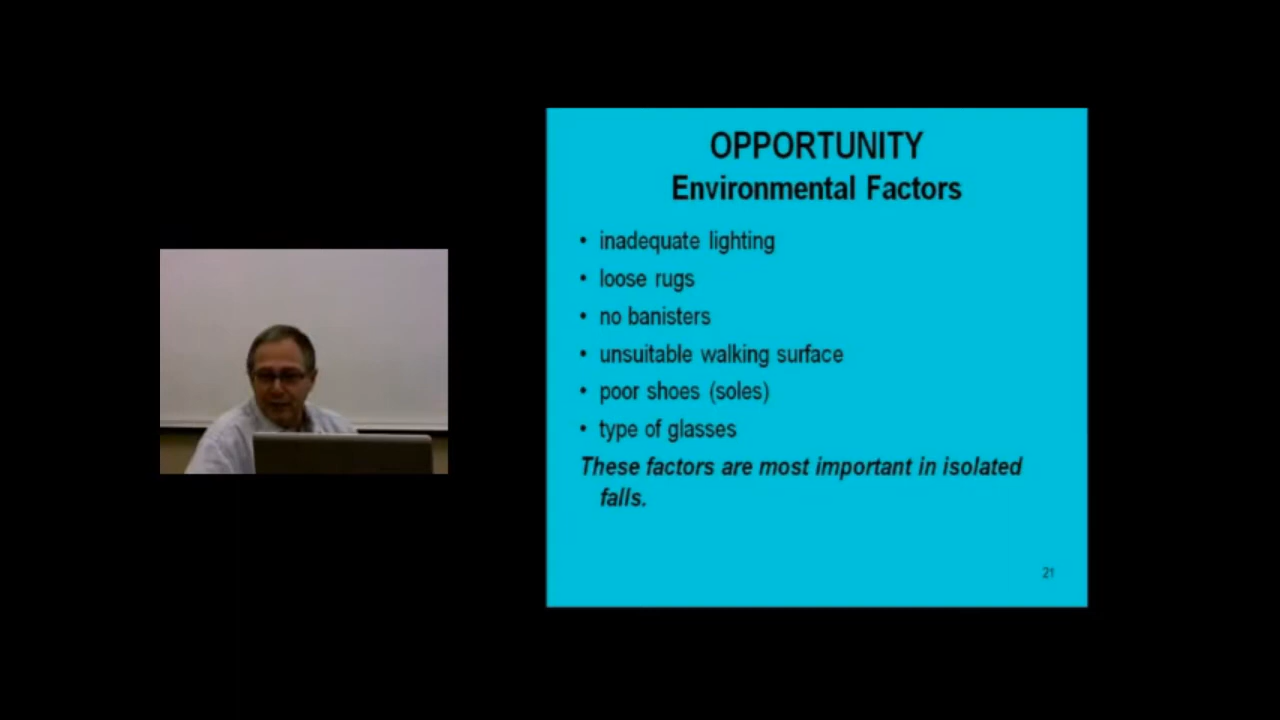 OPPORTUNITY
Environmental Factors
• inadequate lighting
• loose rugs
• no banisters
• unsuitable walking surface
• poor shoes (soles)
• type of glasses
These factors are most important in isolated
falls.
21